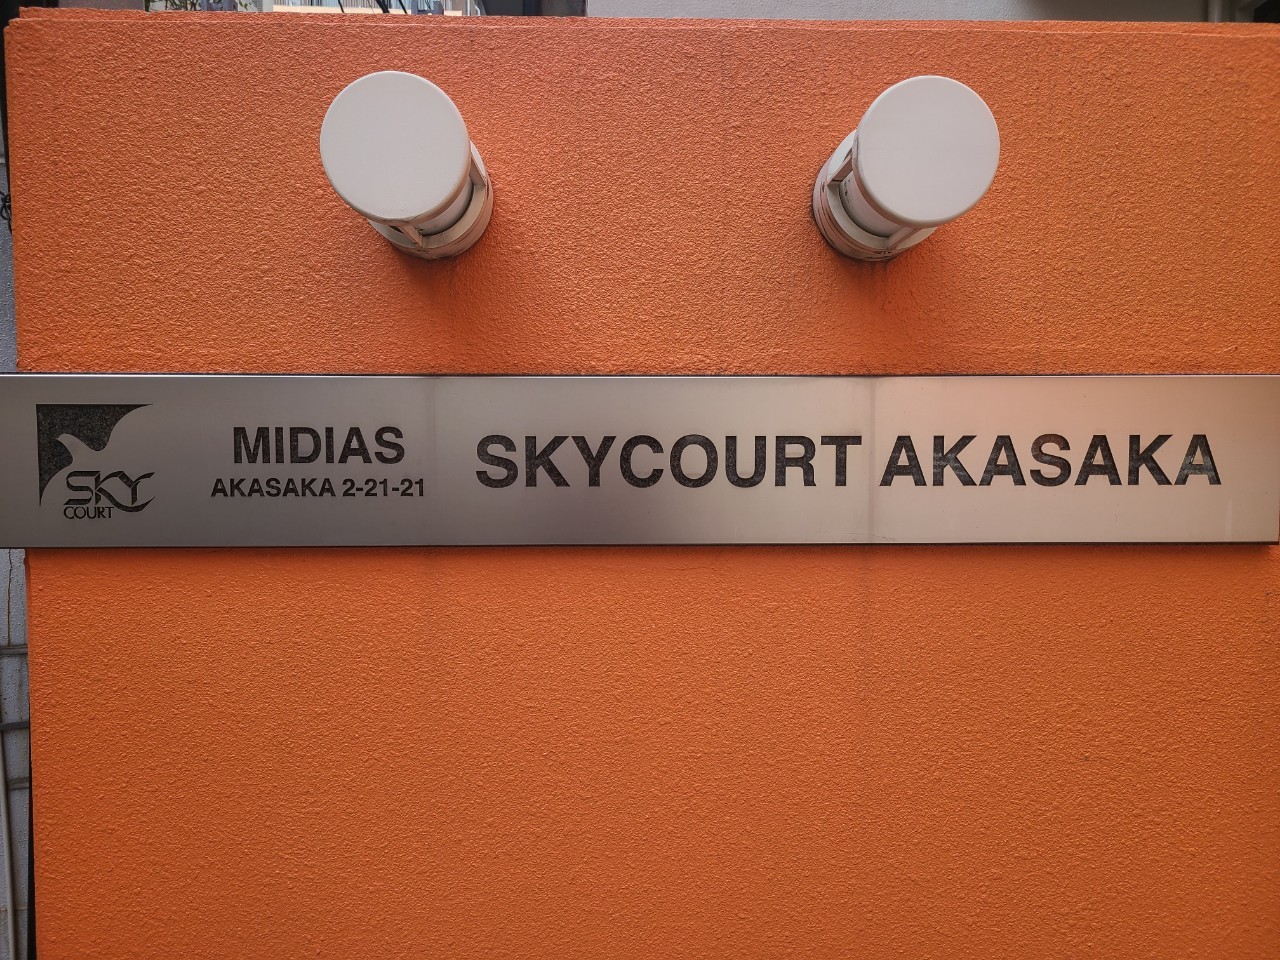 SKY
COURT
MIDIAS
AKASAKA 2-21-21
SKYCOURT AKASAKA